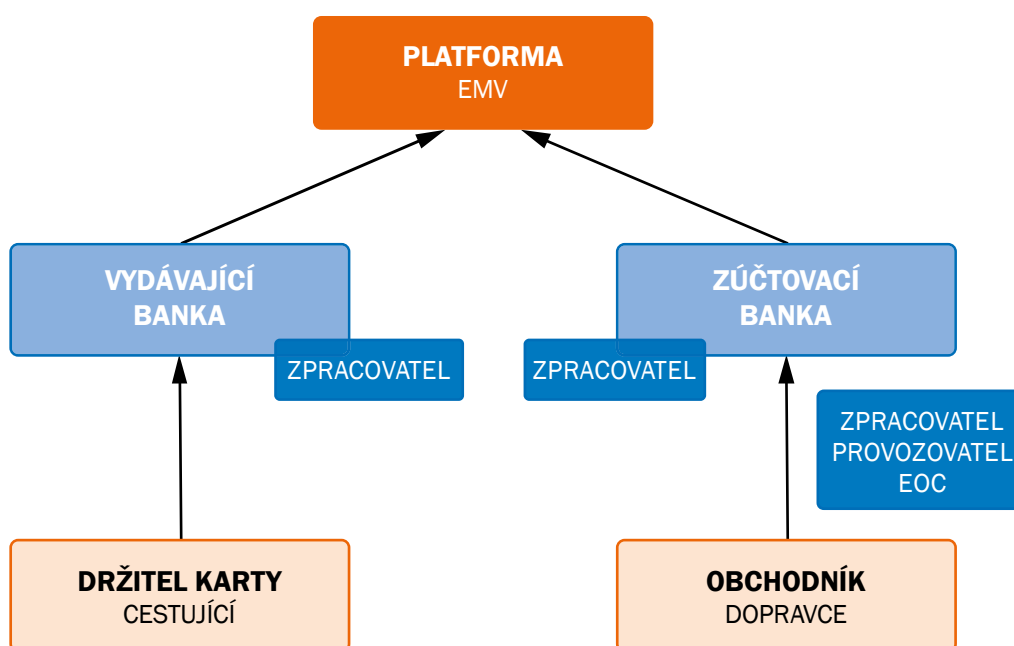 PLATFORMA
EMV
VYDÁVAJÍCÍ
BANKA
ZPRACOVATEL
ZÚČTOVACÍ
BANKA
ZPRACOVATEL
ZPRACOVATEL
PROVOZOVATEL
EOC
DRŽITEL KARTY
CESTUJÍCÍ
OBCHODNÍK
DOPRAVCE